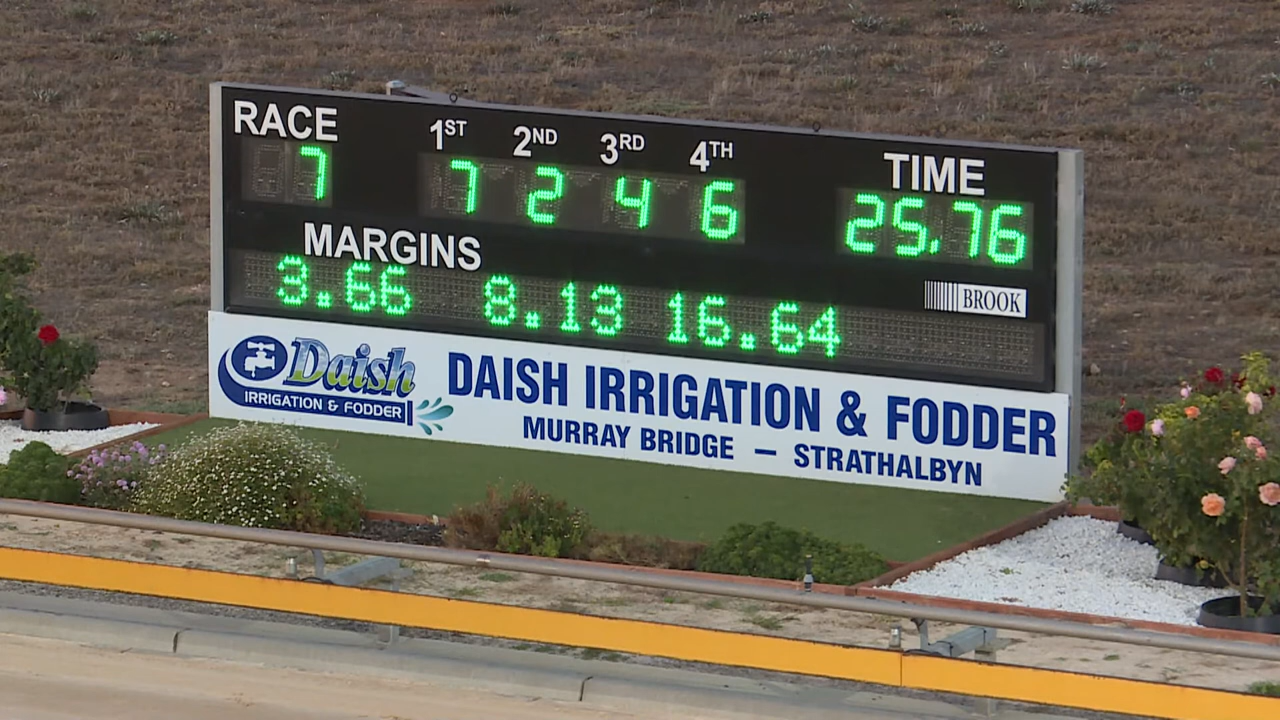 RACE 1ST 2ND 3RD 4TH TIME
7 7 2 4 6 25.76
MARGINS
3.66 8.13 16.64
BROOK
Daish
IRRIGATION & FODDER
DAISH IRRIGATION & FODDER
MURRAY BRIDGE – STRATHALBYN